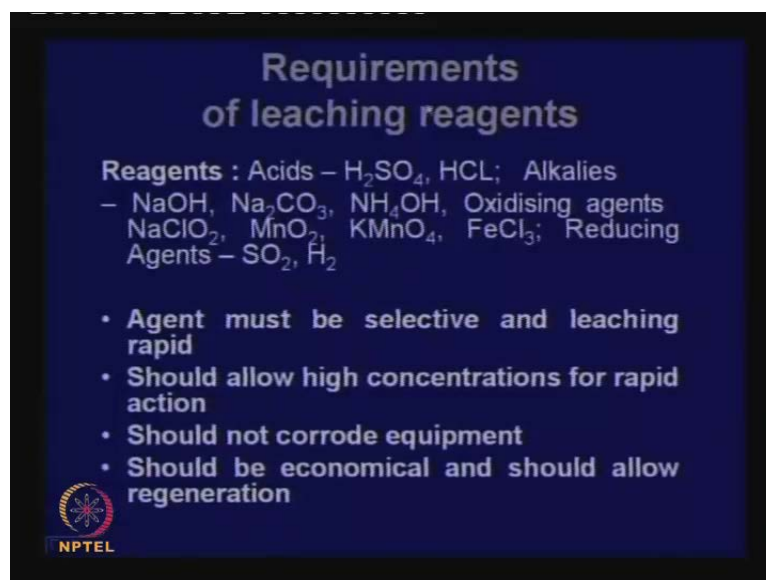 Requirements
of leaching reagents
Reagents : Acids – H₂SO₄, HCL; Alkalies
– NaOH, Na₂CO₃, NH₄OH, Oxidising agents
NaClO₂, MnO₂, KMnO₄, FeCl₃; Reducing
Agents – SO₂, H₂
• Agent must be selective and leaching
rapid
• Should allow high concentrations for rapid
action
• Should not corrode equipment
• Should be economical and should allow
regeneration
NPTEL